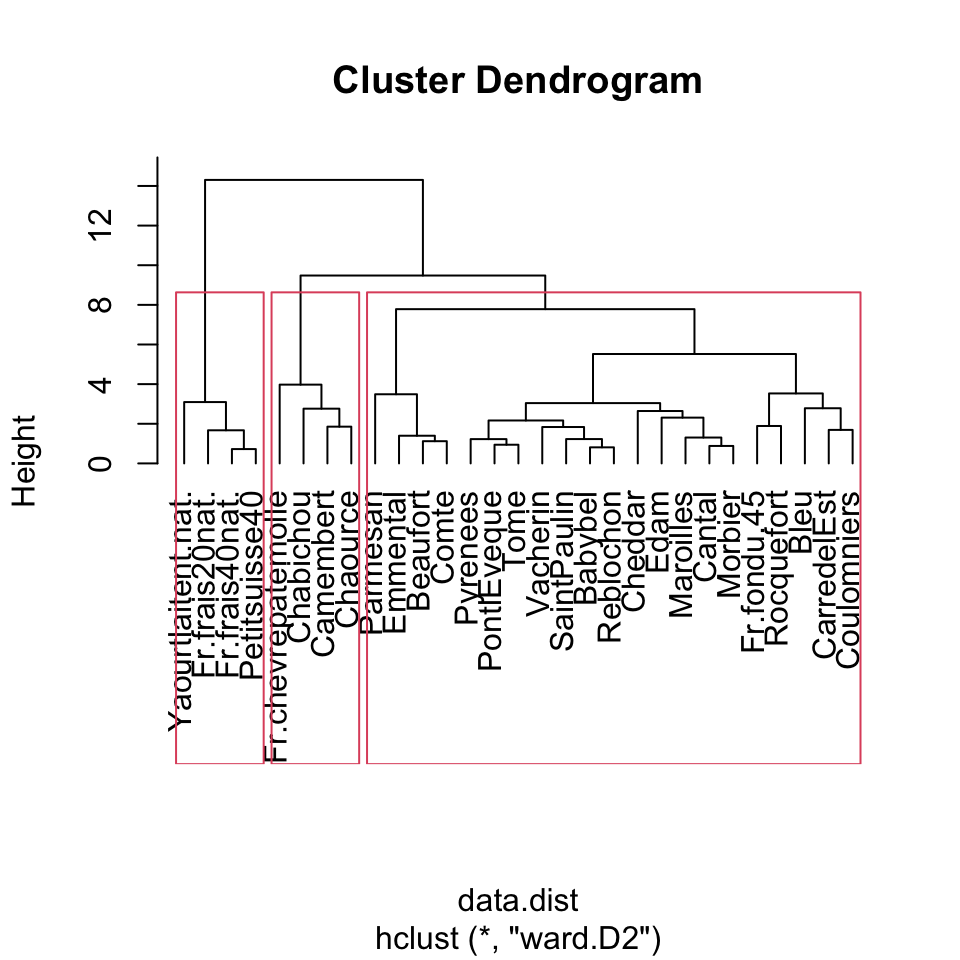 Cluster Dendrogram
Height
0
4
8
12
Yaourtlaitent.nat.
Fr.frais20nat.
Fr.frais40nat.
Petitsuisse40
Fr.chevrepatemolle
Chabichou
Camembert
Chaource
Parmesan
Emmental
Beaufort
Comte
Pyrenees
PontlEveque
Tome
Vacherin
SaintPaulin
Babybel
Reblochon
Cheddar
Edam
Maroilles
Cantal
Morbier
Fr.fondu.45
Rocquefort
Bleu
CarredelEst
Coulommiers
data.dist
hclust (*, "ward.D2")